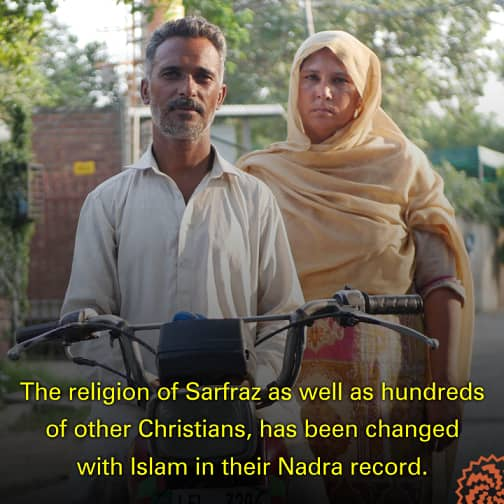 The religion of Sarfraz as well as hundreds
of other Christians, has been changed
with Islam in their Nadra record.